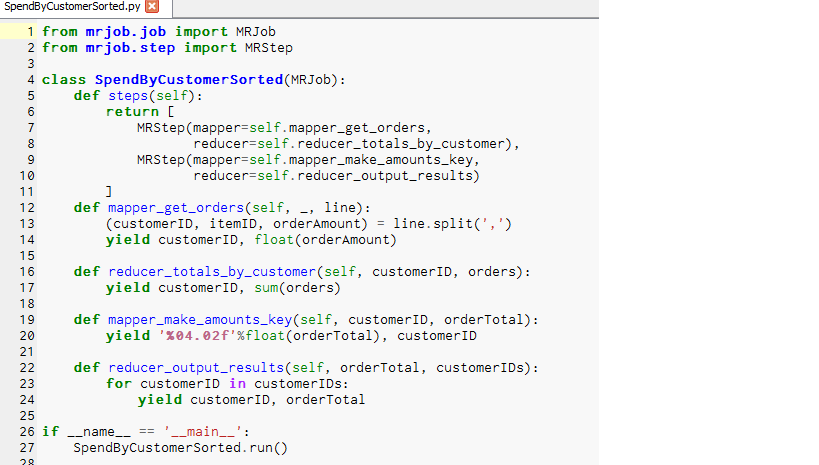 SpendByCustomerSorted.py
1 from mrjob.job import MRJob
2 from mrjob.step import MRStep
3
4 class SpendByCustomerSorted(MRJob):
5     def steps(self):
6         return [
7             MRStep(mapper=self.mapper_get_orders,
8                    reducer=self.reducer_totals_by_customer),
9             MRStep(mapper=self.mapper_make_amounts_key,
10                    reducer=self.reducer_output_results)
11         ]
12     def mapper_get_orders(self, _, line):
13         (customerID, itemID, orderAmount) = line.split(',')
14         yield customerID, float(orderAmount)
15
16     def reducer_totals_by_customer(self, customerID, orders):
17         yield customerID, sum(orders)
18
19     def mapper_make_amounts_key(self, customerID, orderTotal):
20         yield '%04.02f'%float(orderTotal), customerID
21
22     def reducer_output_results(self, orderTotal, customerIDs):
23         for customerID in customerIDs:
24             yield customerID, orderTotal
25
26 if __name__ == '__main__':
27     SpendByCustomerSorted.run()
28